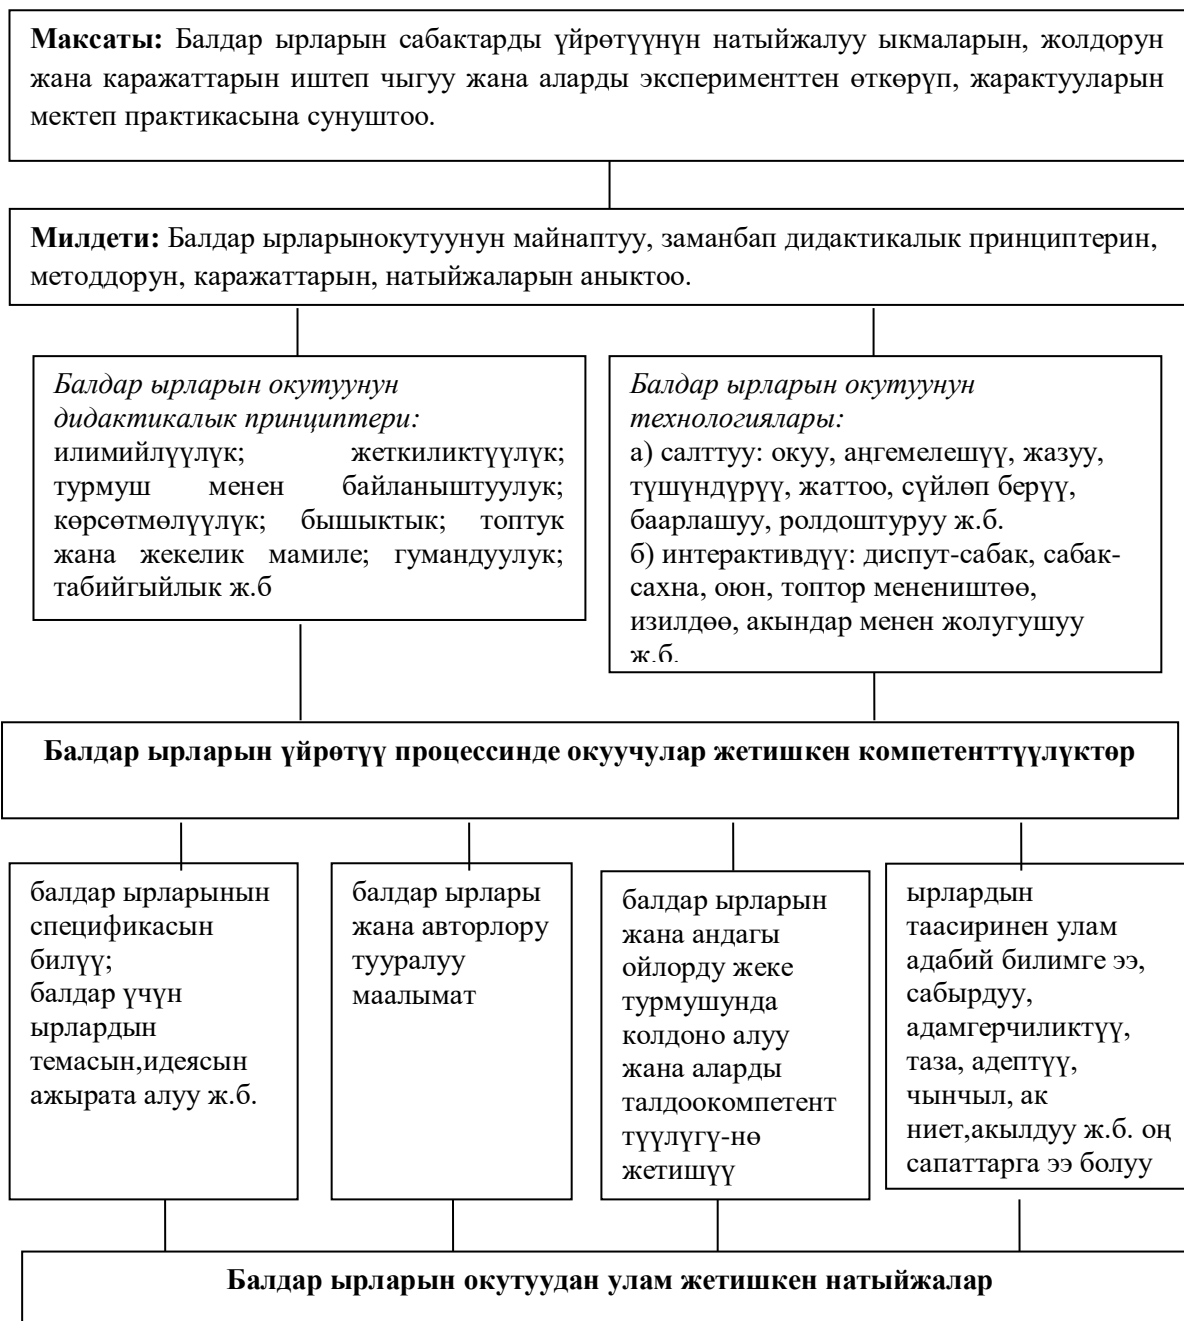 Максаты: Балдар ырларын сабактарды үйрөтүүнүн натыйжалуу ыкмаларын, жолдорун
жана каражаттарын иштеп чыгуу жана аларды эксперименттен өткөрүп, жарактууларын
мектеп практикасына сунуштоо.
Милдети: Балдар ырларынокутуунун майнаптуу, заманбап дидактикалык принциптерин,
методдорун, каражаттарын, натыйжаларын аныктоо.
Балдар ырларын окутуунун
дидактикалык принциптери:
илимийлүүлүк; жеткиликтүүлүк;
турмуш менен байланыштуулук;
көрсөтмөлүүлүк; бышыктык; топтук
жана жекелик мамиле; гумандуулук;
табийгыйлык ж.б
Балдар ырларын окутуунун
технологиялары:
а) салттуу: окуу, аңгемелешүү, жазуу,
түшүндүрүү, жаттоо, сүйлөп берүү,
баарлашуу, ролдоштуруу ж.б.
б) интерактивдүү: диспут-сабак, сабак-
сахна, оюн, топтор менеништөө,
изилдөө, акындар менен жолугушуу
ж.б.
Балдар ырларын үйрөтүү процессинде окуучулар жетишкен компетенттүүлүктөр
балдар ырларынын
спецификасын
билүү;
балдар үчүн
ырлардын
темасын,идеясын
ажырата алуу ж.б.
балдар ырлары
жана авторлору
тууралуу
маалымат
балдар ырларын
жана андагы
ойлорду жеке
турмушунда
колдоно алуу
жана аларды
талдоокомпетент
түүлүгү-нө
жетишүү
ырлардын
таасиринен улам
адабий билимге ээ,
сабырдуу,
адамгерчиликтүү,
таза, адептүү,
чынчыл, ак
ниет,акылдуу ж.б. оң
сапаттарга ээ болуу
Балдар ырларын окутуудан улам жетишкен натыйжалар